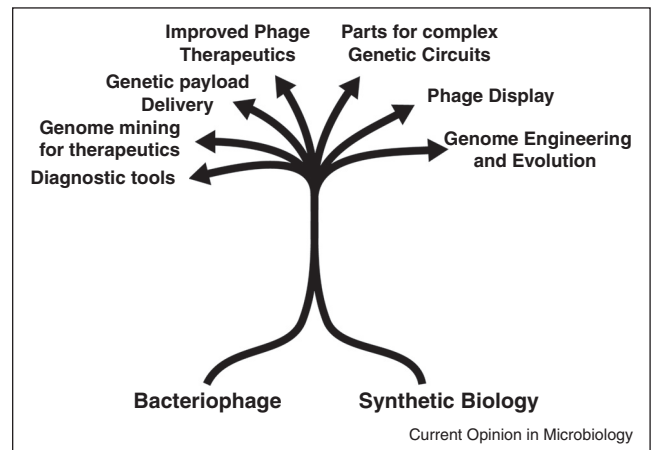 Improved Phage
Therapeutics
Parts for complex
Genetic Circuits
Genetic payload
Delivery
Phage Display
Genome mining
for therapeutics
Genome Engineering
and Evolution
Diagnostic tools
Bacteriophage
Synthetic Biology
Current Opinion in Microbiology